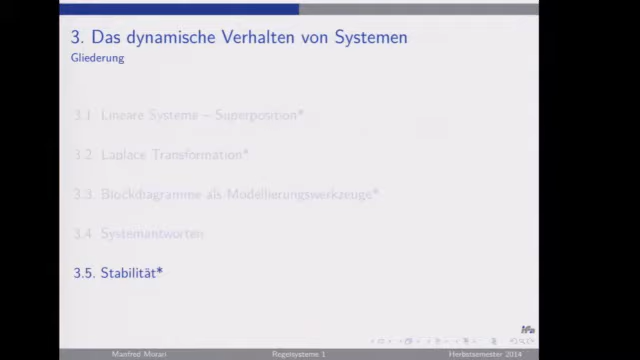 3. Das dynamische Verhalten von Systemen
Gliederung
3.1. Lineare Systeme – Superposition*
3.2. Laplace Transformation*
3.3. Blockdiagramme als Modellierungswerkzeuge*
3.4. Systemantworten
3.5. Stabilität*
Manfred Morari Regelsysteme 1 Herbstsemester 2014